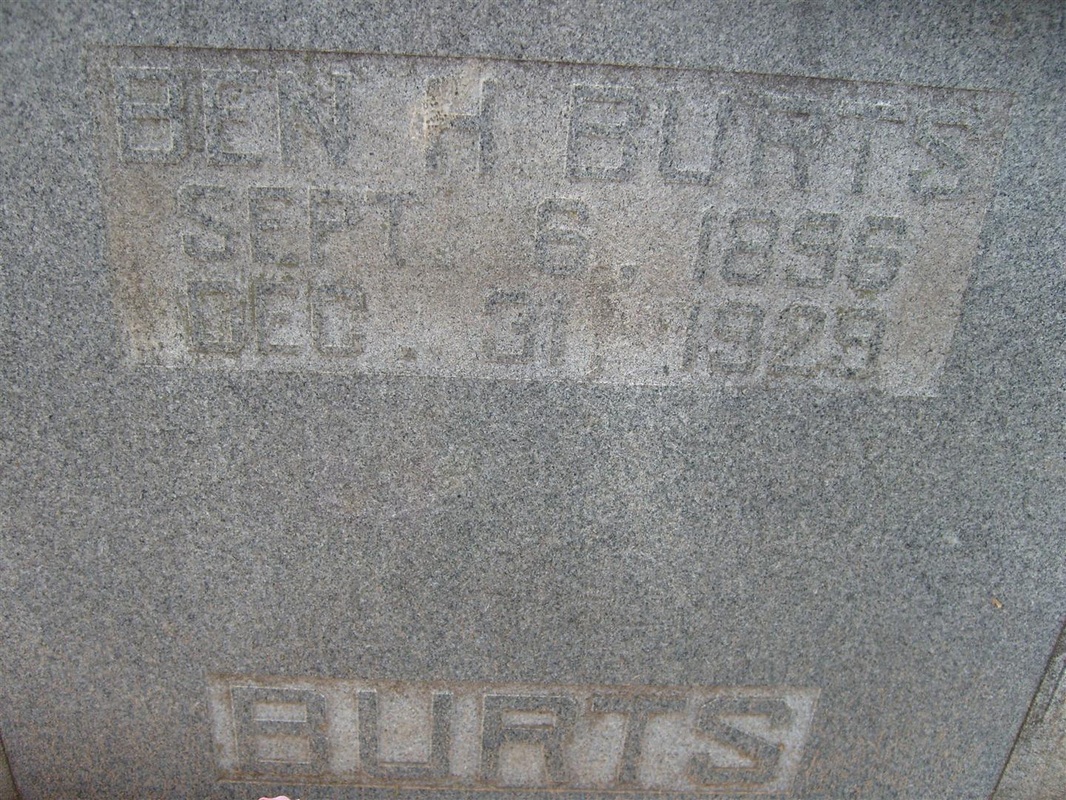 BEN H BURTS
SEPT. 6, 1896
DEC. 31, 1929
BURTS